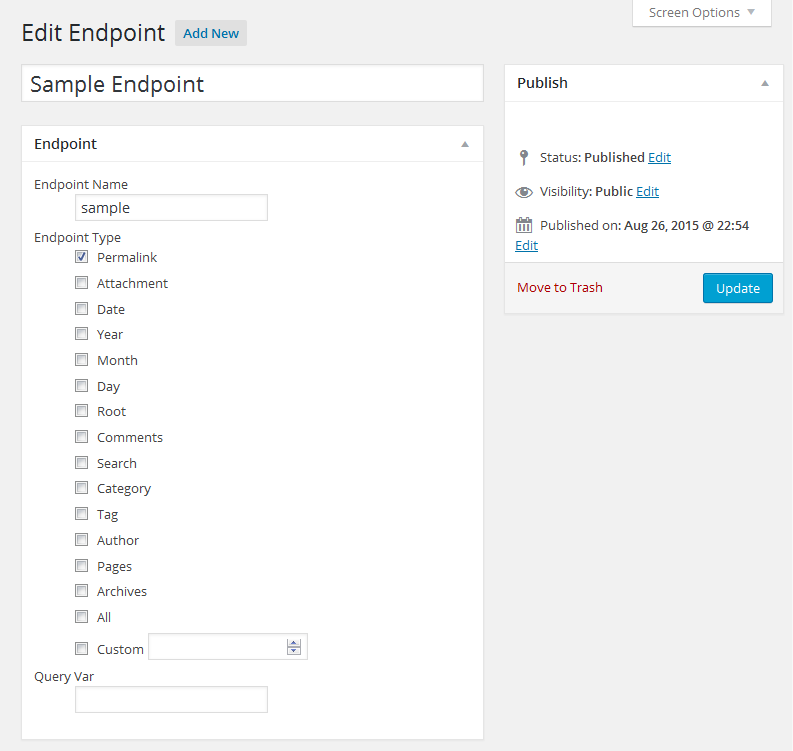 Screen Options
Edit Endpoint Add New
Sample Endpoint
Endpoint
Endpoint Name
sample
Endpoint Type
Permalink
Attachment
Date
Year
Month
Day
Root
Comments
Search
Category
Tag
Author
Pages
Archives
All
Custom
Query Var
Publish
Status: Published Edit
Visibility: Public Edit
Published on: Aug 26, 2015 @ 22:54
Edit
Move to Trash Update